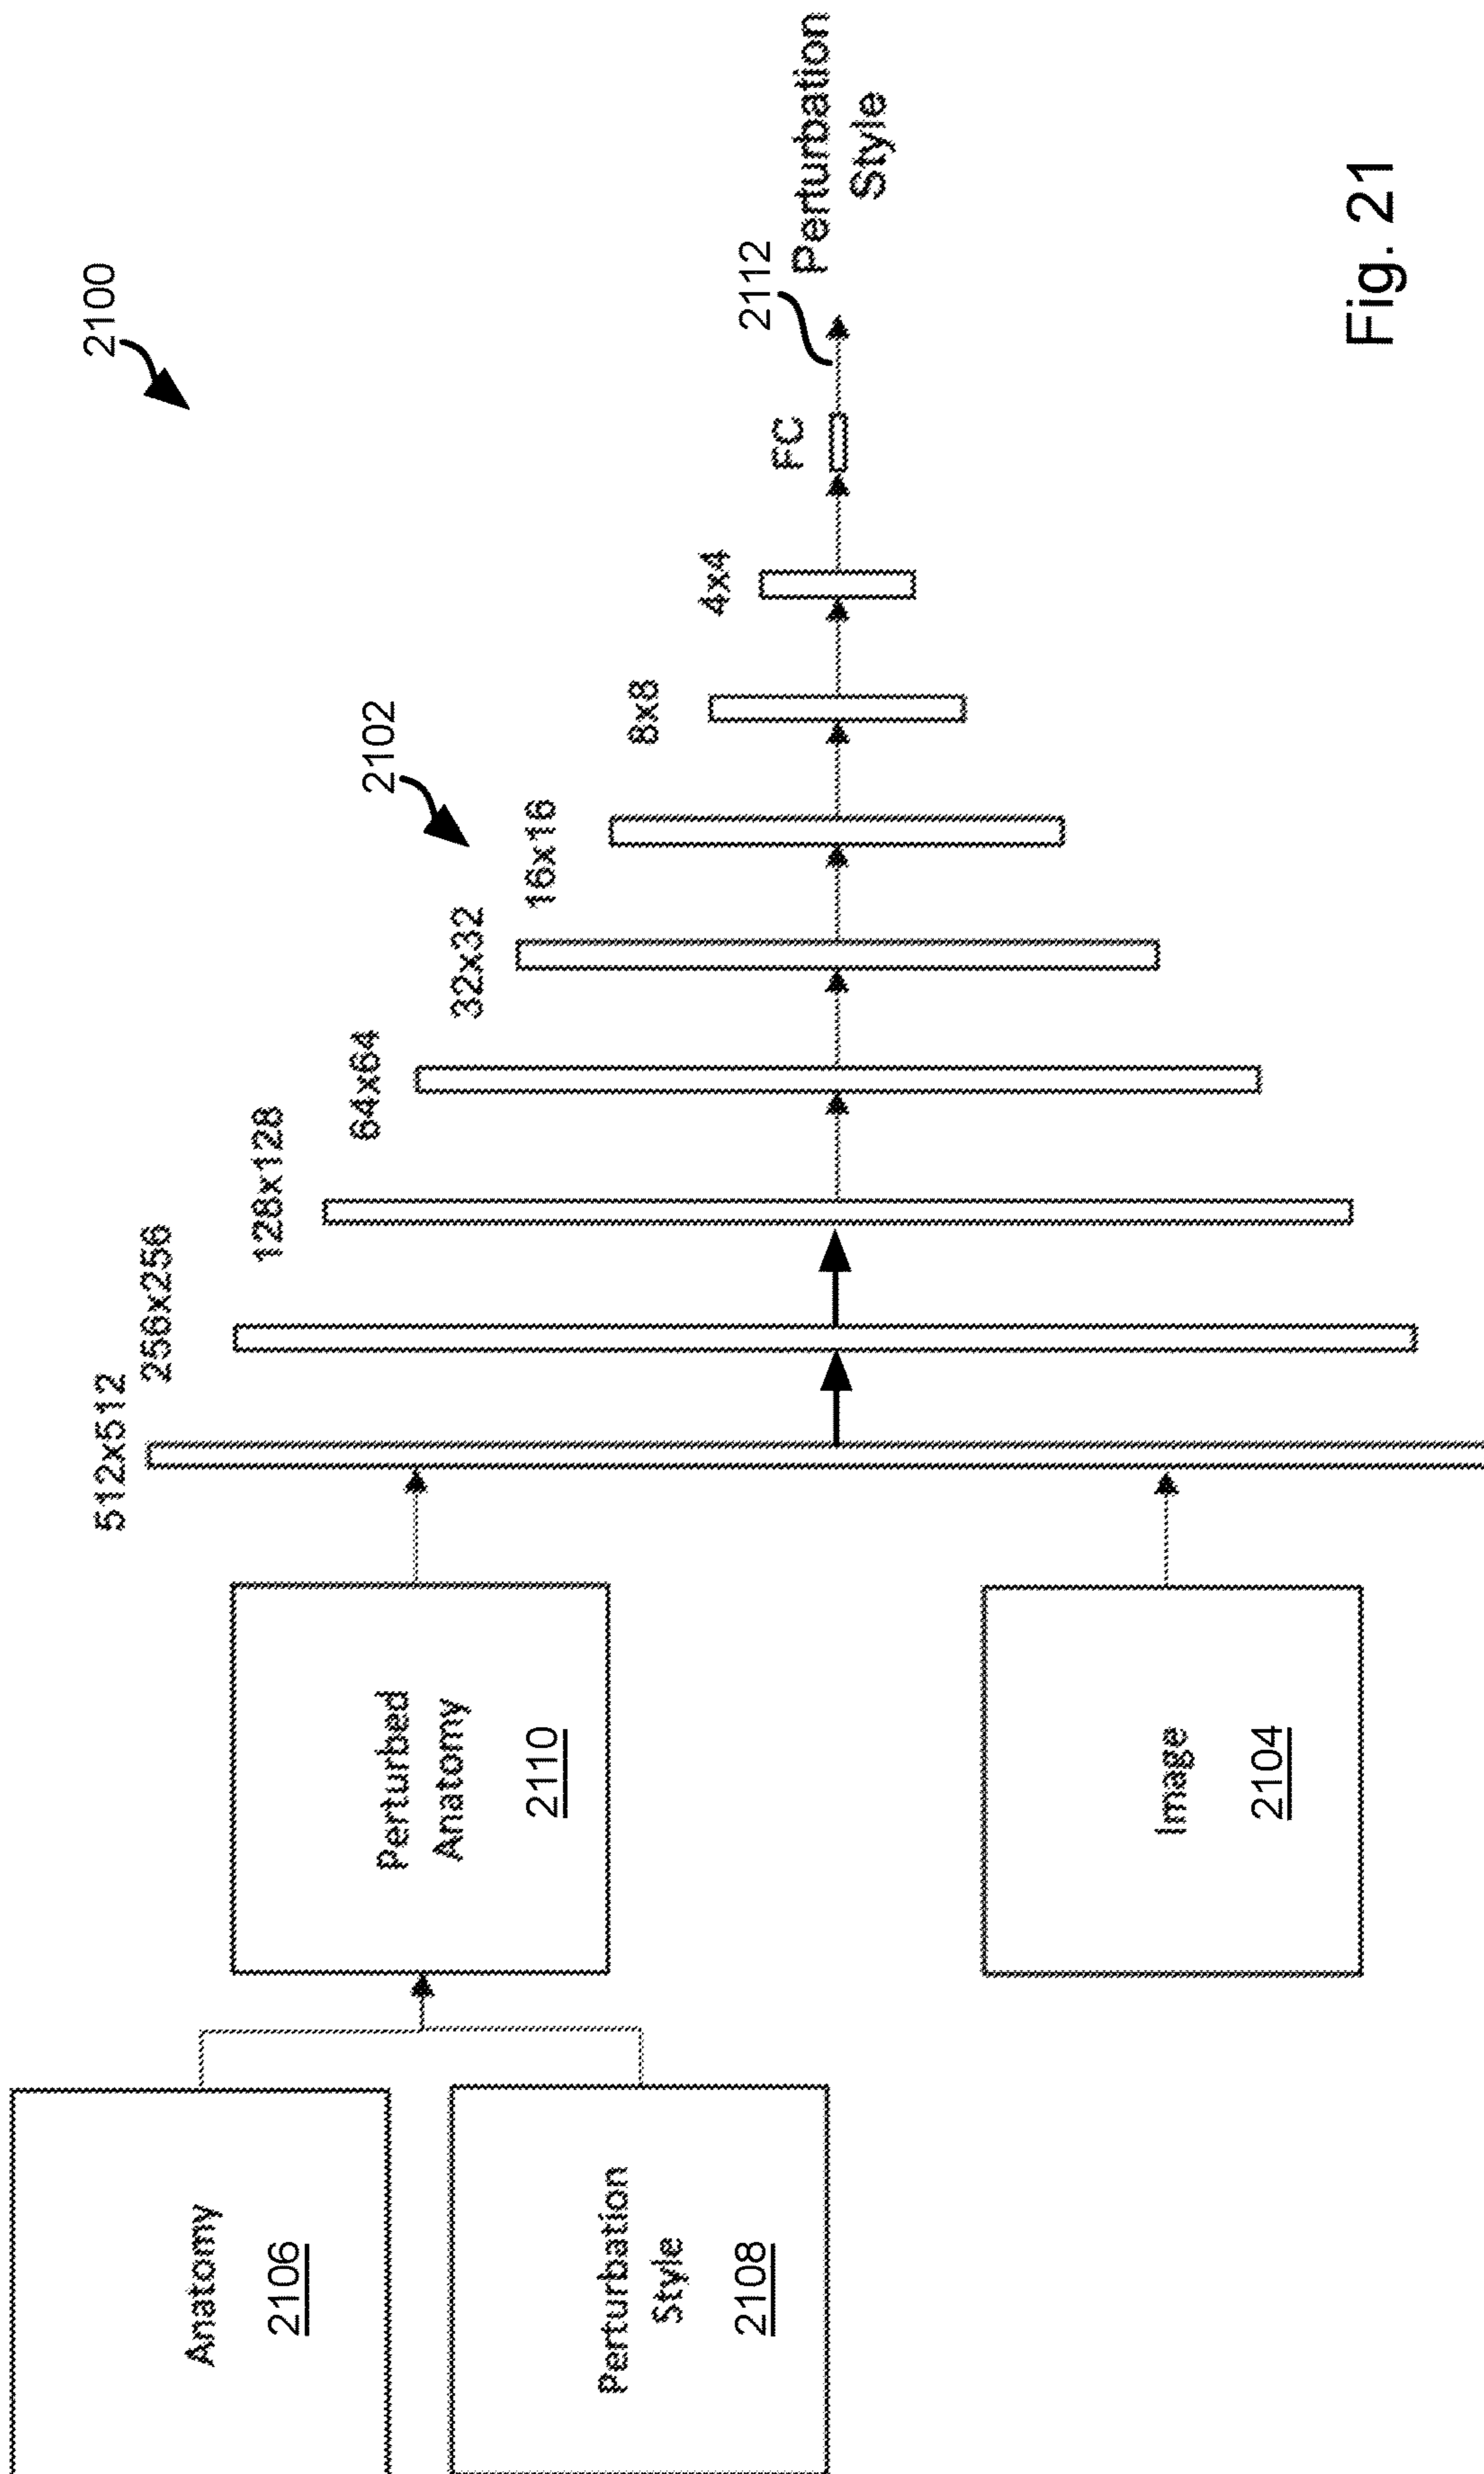 2100
Anatomy
2106
Perturbation
Style
2108
Perturbed
Anatomy
2110
Image
2104
512x512
256x256
128x128
64x64
32x32
16x16
2102
8x8
4x4
FC
2112
Perturbation
Style
Fig. 21